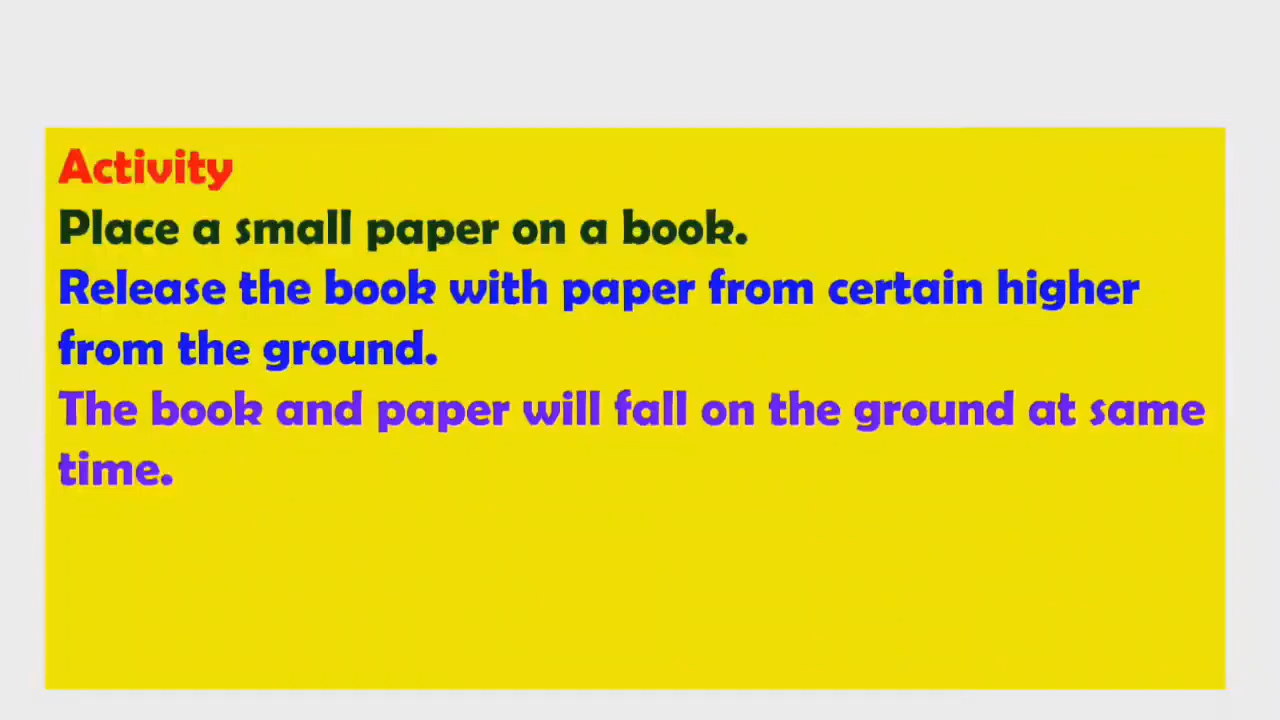 Activity
Place a small paper on a book.
Release the book with paper from certain higher
from the ground.
The book and paper will fall on the ground at same
time.